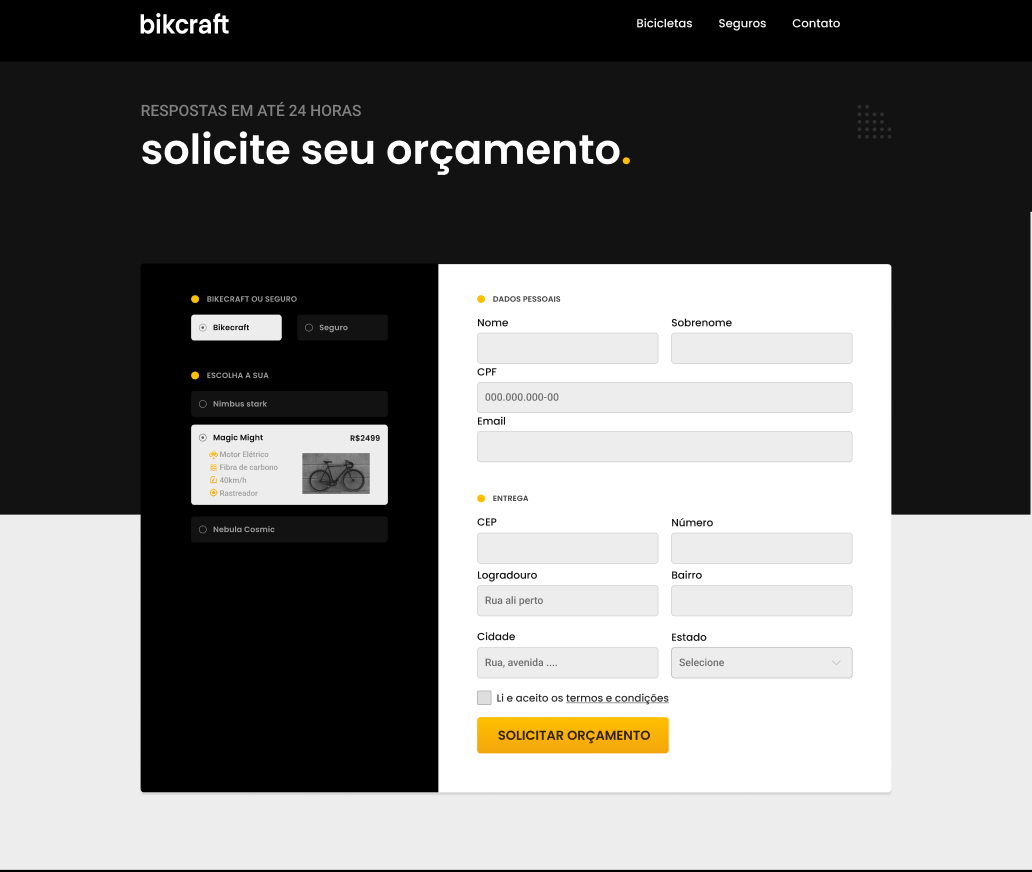 bikcraft
Bicicletas Seguros Contato
RESPOSTAS EM ATÉ 24 HORAS
solicite seu orçamento.
BIKECRAFT OU SEGURO
Bikecraft Seguro
ESCOLHA A SUA
Nimbus stark
Magic Might R$2499
Motor Elétrico
Fibra de carbono
40km/h
Rastreador
Nebula Cosmic
DADOS PESSOAIS
Nome Sobrenome
CPF
000.000.000-00
Email
ENTREGA
CEP Número
Logradouro Bairro
Rua ali perto
Cidade Estado
Rua, avenida .... Selecione
Li e aceito os termos e condições
SOLICITAR ORÇAMENTO